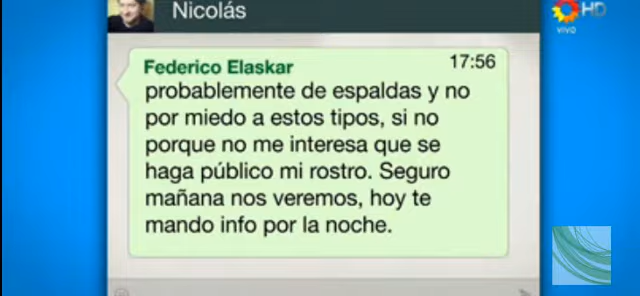 Nicolás
HD
VIVO
Federico Elaskar
17:56
probablemente de espaldas y no
por miedo a estos tipos, si no
porque no me interesa que se
haga público mi rostro. Seguro
mañana nos veremos, hoy te
mando info por la noche.